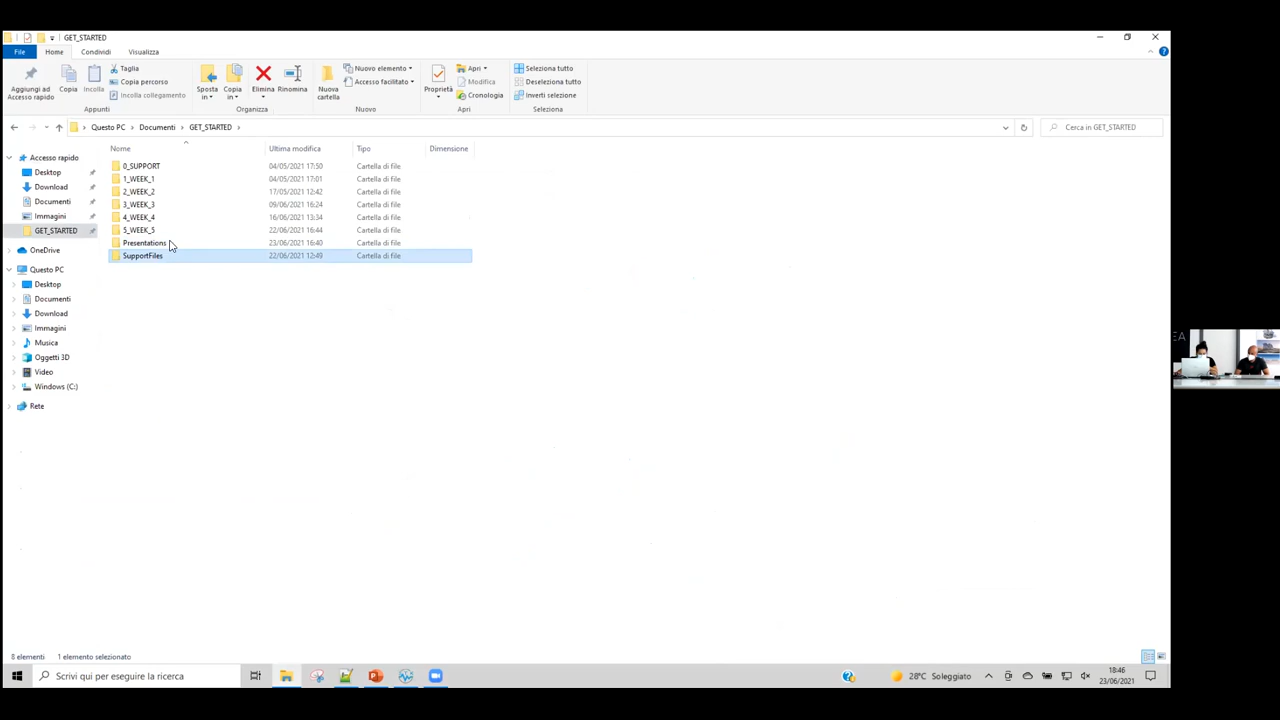 GET_STARTED
File Home Condividi Visualizza
Aggiungi ad Accesso rapido
Copia
Incolla
Taglia
Copia percorso
Incolla collegamento
Appunti
Sposta in
Copia in
Elimina
Rinomina
Organizza
Nuova cartella
Nuovo elemento
Accesso facilitato
Nuovo
Proprietà
Apri
Modifica
Cronologia
Apri
Seleziona tutto
Deseleziona tutto
Inverti selezione
Seleziona
Questo PC Documenti GET_STARTED
Cerca in GET_STARTED
Accesso rapido
Desktop
Download
Documenti
Immagini
GET_STARTED
OneDrive
Questo PC
Desktop
Documenti
Download
Immagini
Musica
Oggetti 3D
Video
Windows (C:)
Rete
Nome Ultima modifica Tipo Dimensione
0_SUPPORT 04/05/2021 17:50 Cartella di file
1_WEEK_1 04/05/2021 17:01 Cartella di file
2_WEEK_2 17/05/2021 12:42 Cartella di file
3_WEEK_3 09/06/2021 16:24 Cartella di file
4_WEEK_4 16/06/2021 13:34 Cartella di file
5_WEEK_5 22/06/2021 16:44 Cartella di file
Presentations 23/06/2021 16:40 Cartella di file
SupportFiles 22/06/2021 12:49 Cartella di file
EA
8 elementi 1 elemento selezionato
Scrivi qui per eseguire la ricerca
28°C Soleggiato
18:46
23/06/2021